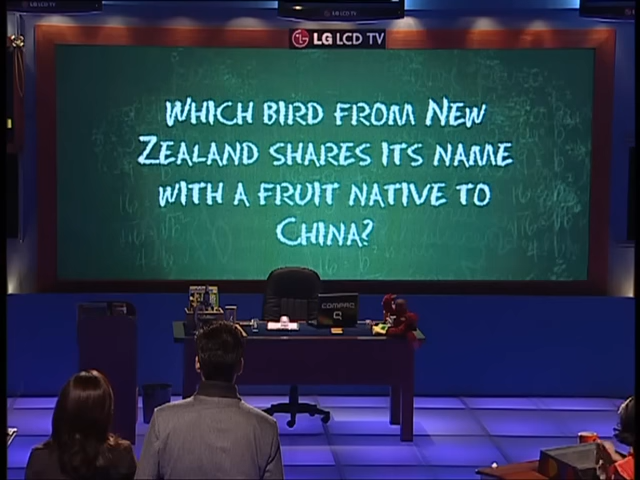 LG LCD TV
WHICH BIRD FROM NEW
ZEALAND SHARES ITS NAME
WITH A FRUIT NATIVE TO
CHINA?
COMPAQ